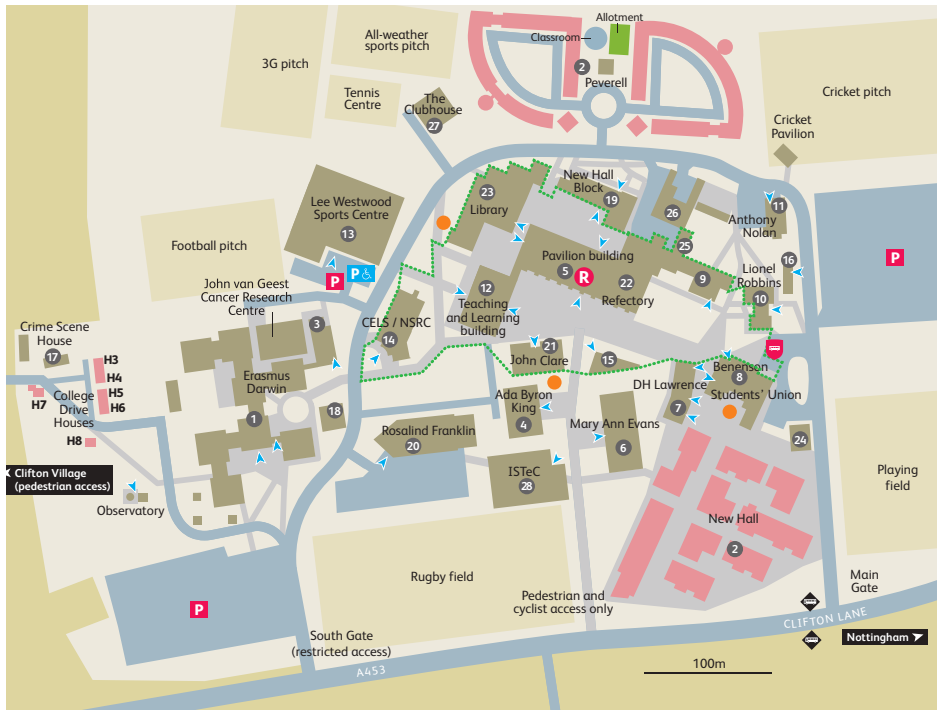 Allotment
Classroom
2
Peverell
All-weather
sports pitch
3G pitch
Tennis
Centre
The
Clubhouse
27
Cricket pitch
Cricket
Pavilion
New Hall
Block
19
23
Library
26
11
Anthony
Nolan
25
Lee Westwood
Sports Centre
13
Football pitch
P
P
Pavilion building
5
R
22
Refectory
9
16
Lionel
Robbins
10
P
John van Geest
Cancer Research
Centre
3
12
Teaching
and Learning
building
CELS / NSRC
14
21
John Clare
15
Crime Scene
House
17
H3
H4
H5
H6
H7
H8
College
Drive
Houses
Erasmus
Darwin
1
18
Benenson
8
Students’ Union
DH Lawrence
7
Ada Byron
King
4
Mary Ann Evans
6
Rosalind Franklin
20
ISTeC
28
24
Clifton Village
(pedestrian access)
Observatory
Playing
field
New Hall
2
Rugby field
Pedestrian and
cyclist access only
Main
Gate
P
South Gate
(restricted access)
CLIFTON LANE
A453
Nottingham
100m